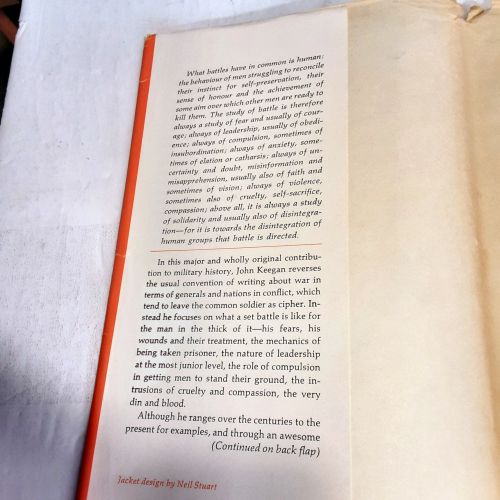 What battles have in common is human:
the behaviour of men struggling to reconcile
their instinct for self-preservation, their
sense of honour and the achievement of
some aim over which other men are ready to
kill them. The study of battle is therefore
always a study of fear and usually of cour-
age; always of leadership, usually of obedi-
ence; always of compulsion, sometimes of
insubordination; always of anxiety, some-
times of elation or catharsis; always of un-
certainty and doubt, misinformation and
misapprehension, usually also of faith and
sometimes of vision; always of violence,
sometimes also of cruelty, self-sacrifice,
compassion; above all, it is always a study
of solidarity and usually also of disintegra-
tion—for it is towards the disintegration of
human groups that battle is directed.
In this major and wholly original contribu-
tion to military history, John Keegan reverses
the usual convention of writing about war in
terms of generals and nations in conflict, which
tend to leave the common soldier as cipher. In-
stead he focuses on what a set battle is like for
the man in the thick of it—his fears, his
wounds and their treatment, the mechanics of
being taken prisoner, the nature of leadership
at the most junior level, the role of compulsion
in getting men to stand their ground, the in-
trusions of cruelty and compassion, the very
din and blood.
Although he ranges over the centuries to the
present for examples, and through an awesome
(Continued on back flap)
Jacket design by Neil Stuart